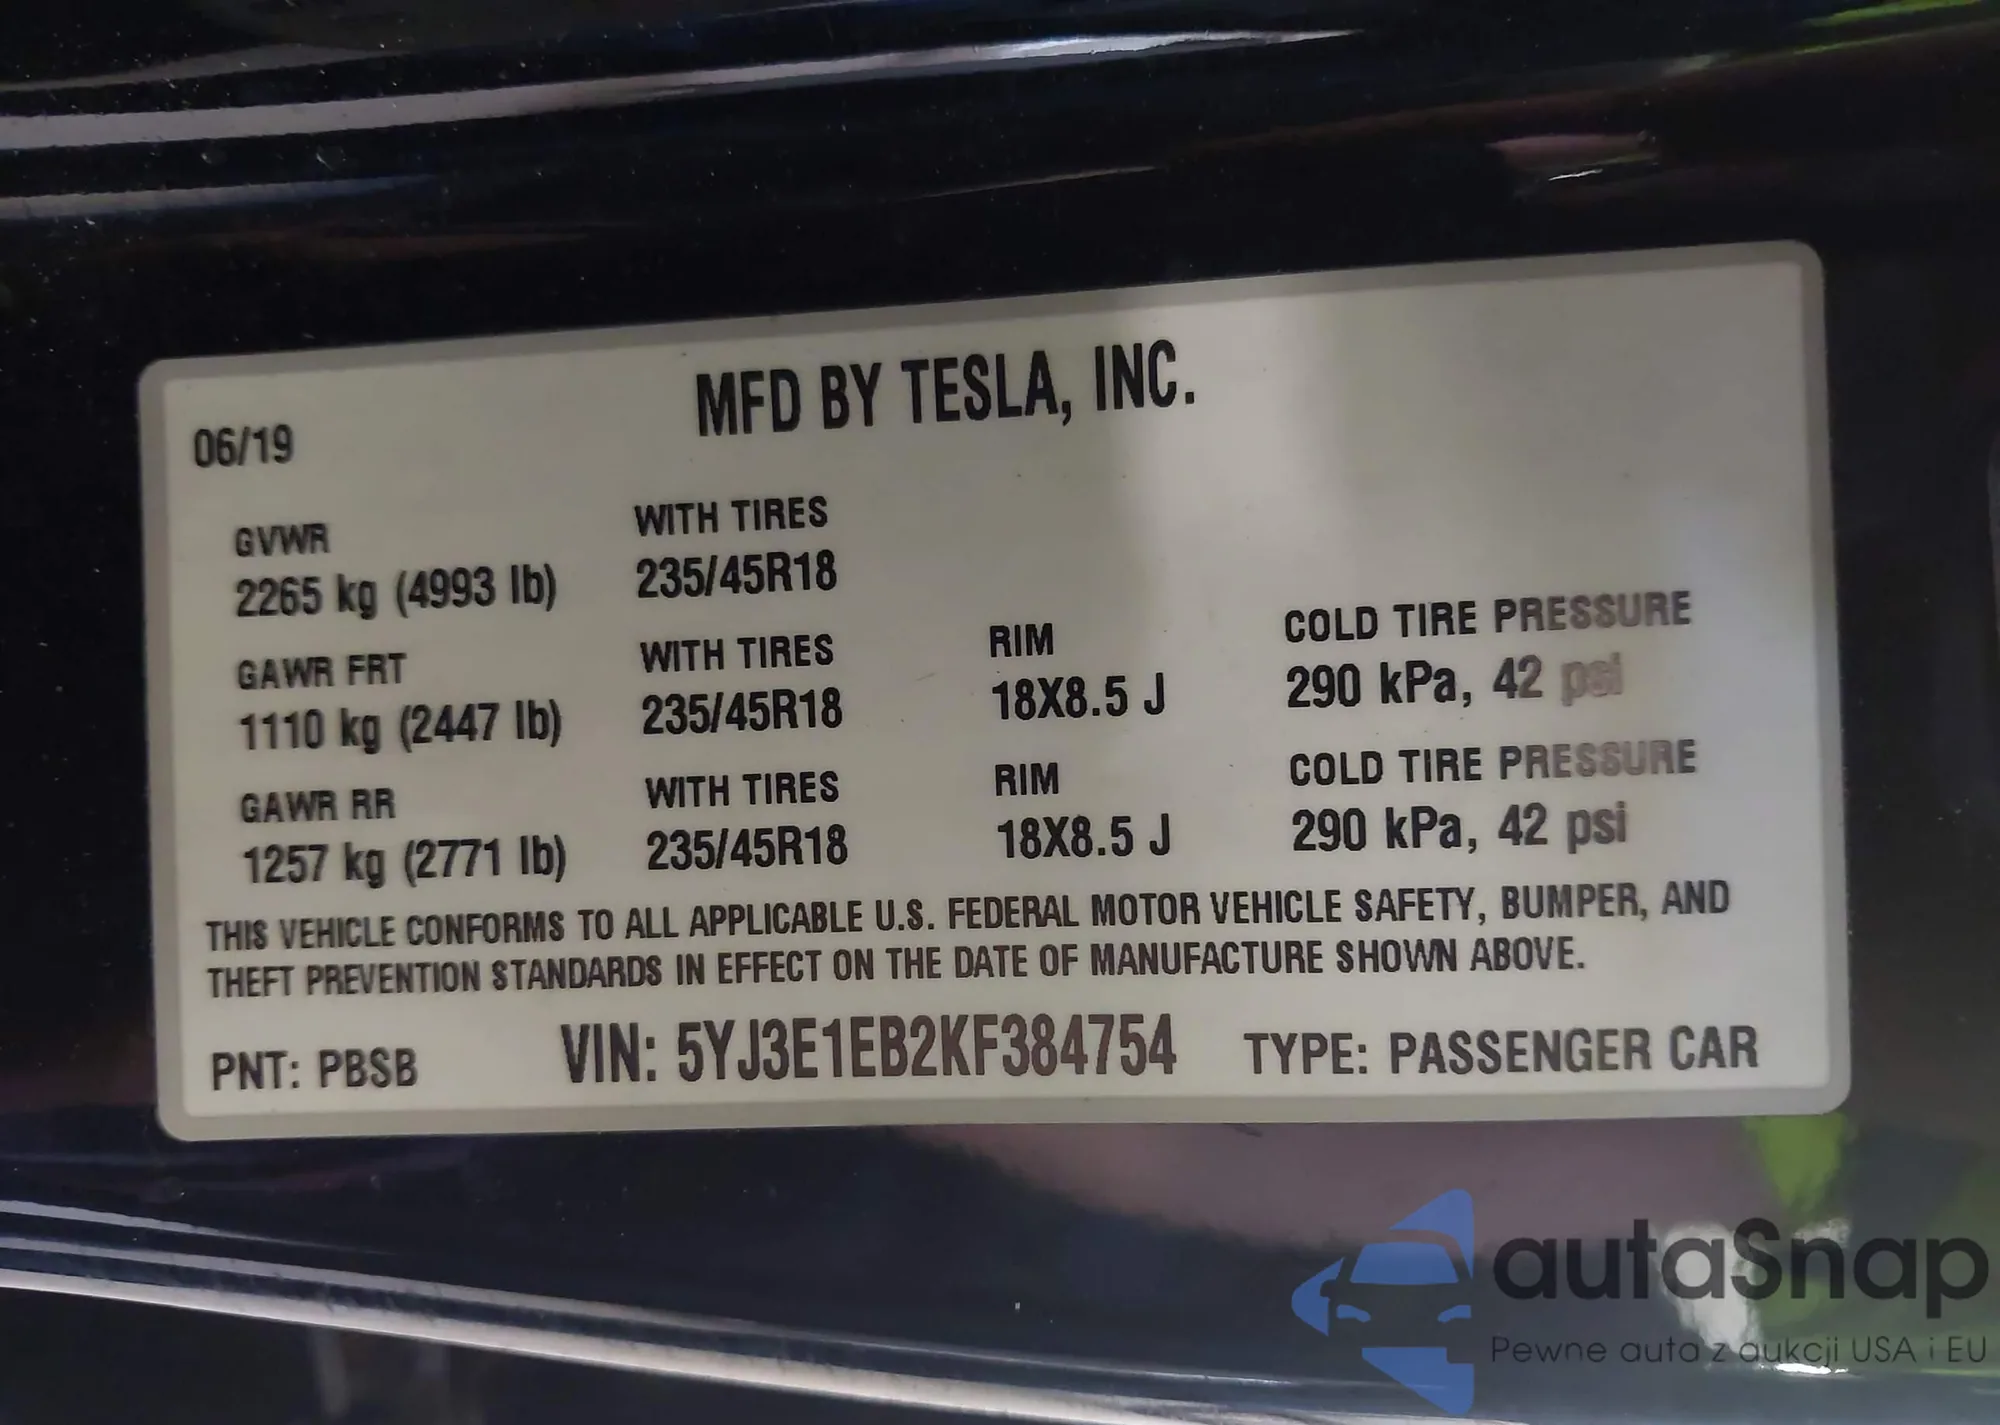 MFD BY TESLA, INC.
06/19
GVWR WITH TIRES
2265 kg (4993 lb) 235/45R18
GAWR FRT WITH TIRES RIM COLD TIRE PRESSURE
1110 kg (2447 lb) 235/45R18 18X8.5 J 290 kPa, 42 psi
GAWR RR WITH TIRES RIM COLD TIRE PRESSURE
1257 kg (2771 lb) 235/45R18 18X8.5 J 290 kPa, 42 psi
THIS VEHICLE CONFORMS TO ALL APPLICABLE U.S. FEDERAL MOTOR VEHICLE SAFETY, BUMPER, AND
THEFT PREVENTION STANDARDS IN EFFECT ON THE DATE OF MANUFACTURE SHOWN ABOVE.
PNT: PBSB VIN: 5YJ3E1EB2KF384754 TYPE: PASSENGER CAR
autaSnap
Pewne auta z aukcji USA i EU